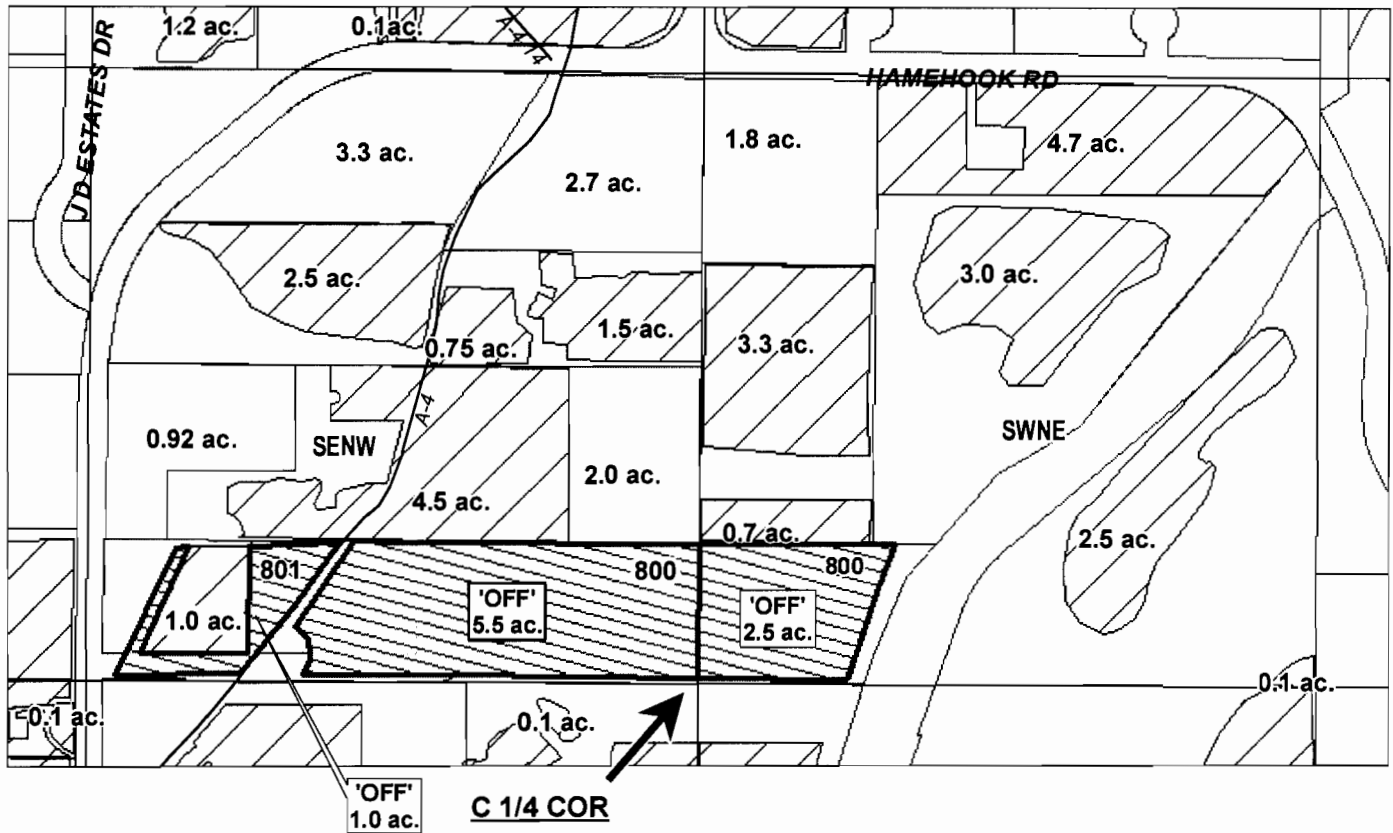 1.2 ac.
0.1ac.
A-4
JD ESTATES DR
HAMEHOOK RD
3.3 ac.
2.7 ac.
1.8 ac.
4.7 ac.
2.5 ac.
3.0 ac.
0.75 ac.
1.5 ac.
3.3 ac.
A-4
0.92 ac.
SENW
SWNE
4.5 ac.
2.0 ac.
0.7 ac.
2.5 ac.
801
800
800
1.0 ac.
'OFF'
5.5 ac.
'OFF'
2.5 ac.
0.1 ac.
0.1 ac.
0.1 ac.
'OFF'
1.0 ac.
C 1/4 COR